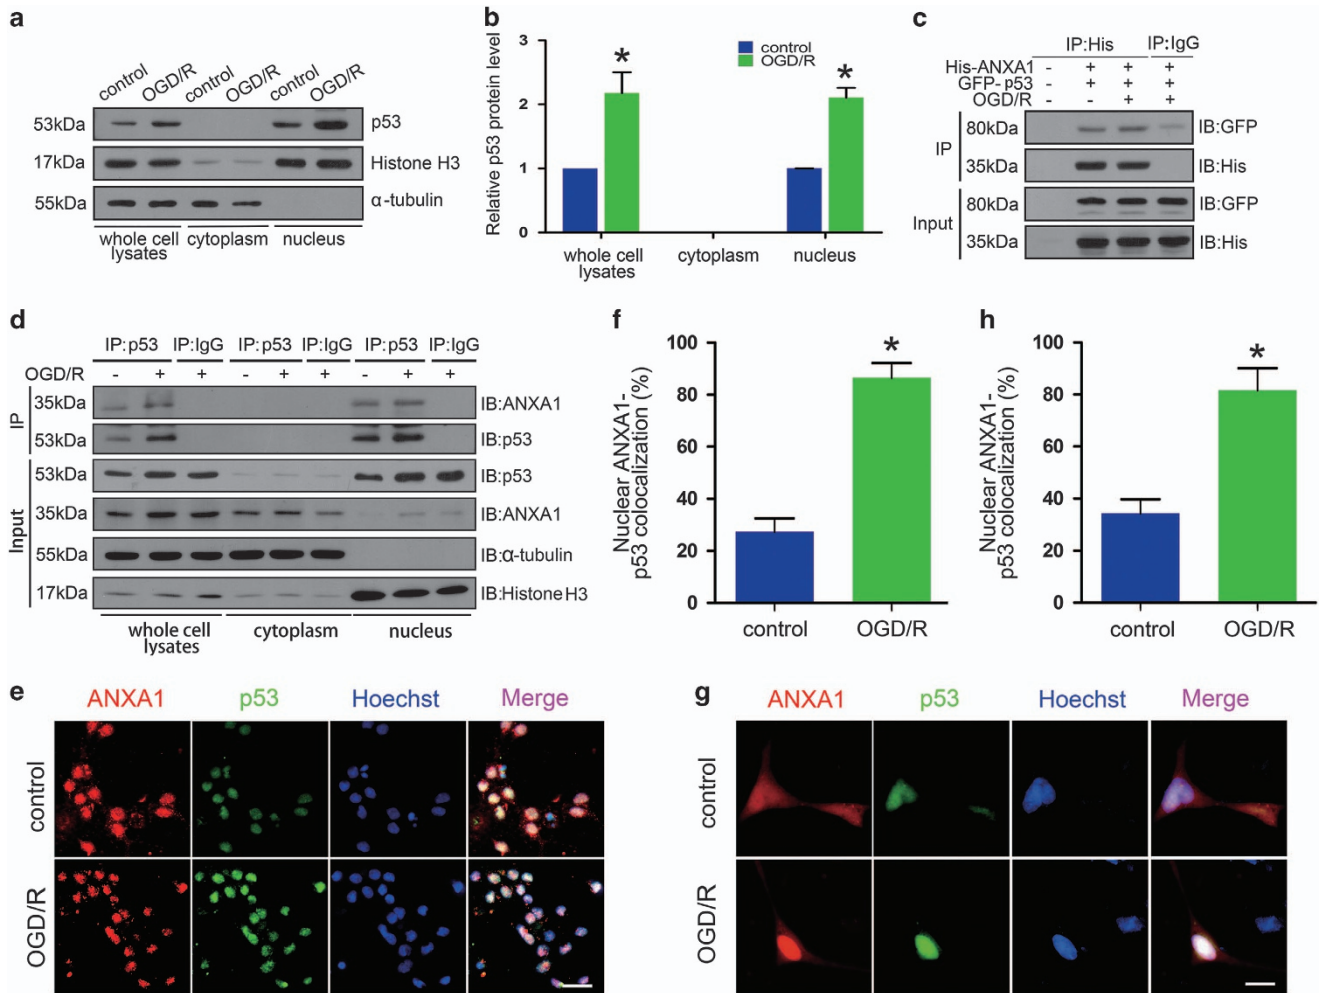 a
control
OGD/R
control
OGD/R
control
OGD/R
53kDa
p53
17kDa
Histone H3
55kDa
α-tubulin
whole cell
lysates
cytoplasm
nucleus
b
Relative p53 protein level
3
2
1
0
*
*
control
OGD/R
whole cell
lysates
cytoplasm
nucleus
c
IP:His
IP:IgG
His-ANXA1 - + + +
GFP-p53 - + + +
OGD/R - - + +
IP
80kDa
IB:GFP
35kDa
IB:His
Input
80kDa
IB:GFP
35kDa
IB:His
d
IP:p53 IP:IgG IP:p53 IP:IgG IP:p53 IP:IgG
OGD/R - + + - + + - + +
IP
35kDa
IB:ANXA1
53kDa
IB:p53
Input
53kDa
IB:p53
35kDa
IB:ANXA1
55kDa
IB:α-tubulin
17kDa
IB:Histone H3
whole cell
lysates
cytoplasm
nucleus
f
Nuclear ANXA1-
p53 colocalization (%)
100
80
60
40
20
0
*
control
OGD/R
h
Nuclear ANXA1-
p53 colocalization (%)
100
80
60
40
20
0
*
control
OGD/R
e
ANXA1
p53
Hoechst
Merge
control
OGD/R
g
ANXA1
p53
Hoechst
Merge
control
OGD/R